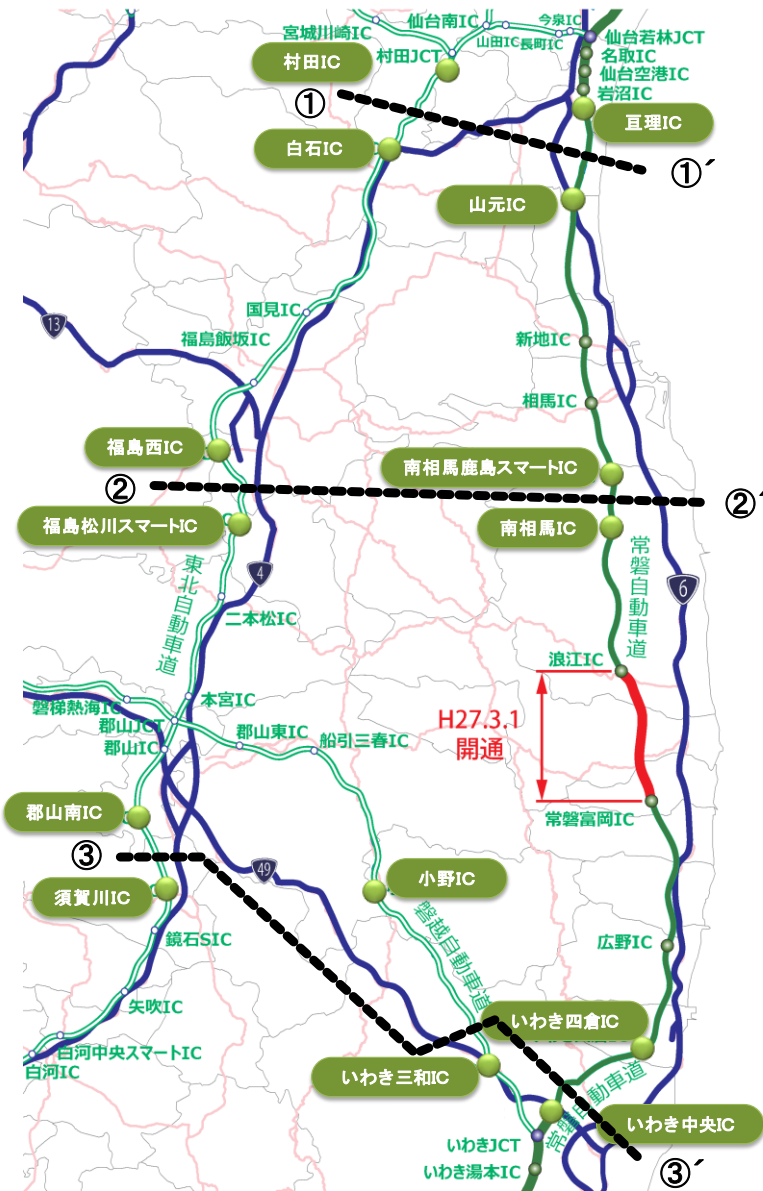 宮城川崎IC
仙台南IC
今泉IC
山田IC
長町IC
仙台若林JCT
村田IC
村田JCT
名取IC
仙台空港IC
岩沼IC
①
亘理IC
白石IC
①´
山元IC
国見IC
13
福島飯坂IC
新地IC
相馬IC
福島西IC
南相馬鹿島スマートIC
②
②´
福島松川スマートIC
南相馬IC
東北自動車道
常磐自動車道
4
6
二本松IC
浪江IC
磐梯熱海IC
本宮IC
H27.3.1
開通
郡山JCT
郡山東IC
船引三春IC
郡山IC
郡山南IC
常磐富岡IC
③
49
小野IC
須賀川IC
磐越自動車道
鏡石SIC
広野IC
矢吹IC
いわき四倉IC
白河中央スマートIC
白河IC
いわき三和IC
常磐自動車道
いわき中央IC
いわきJCT
いわき湯本IC
③´